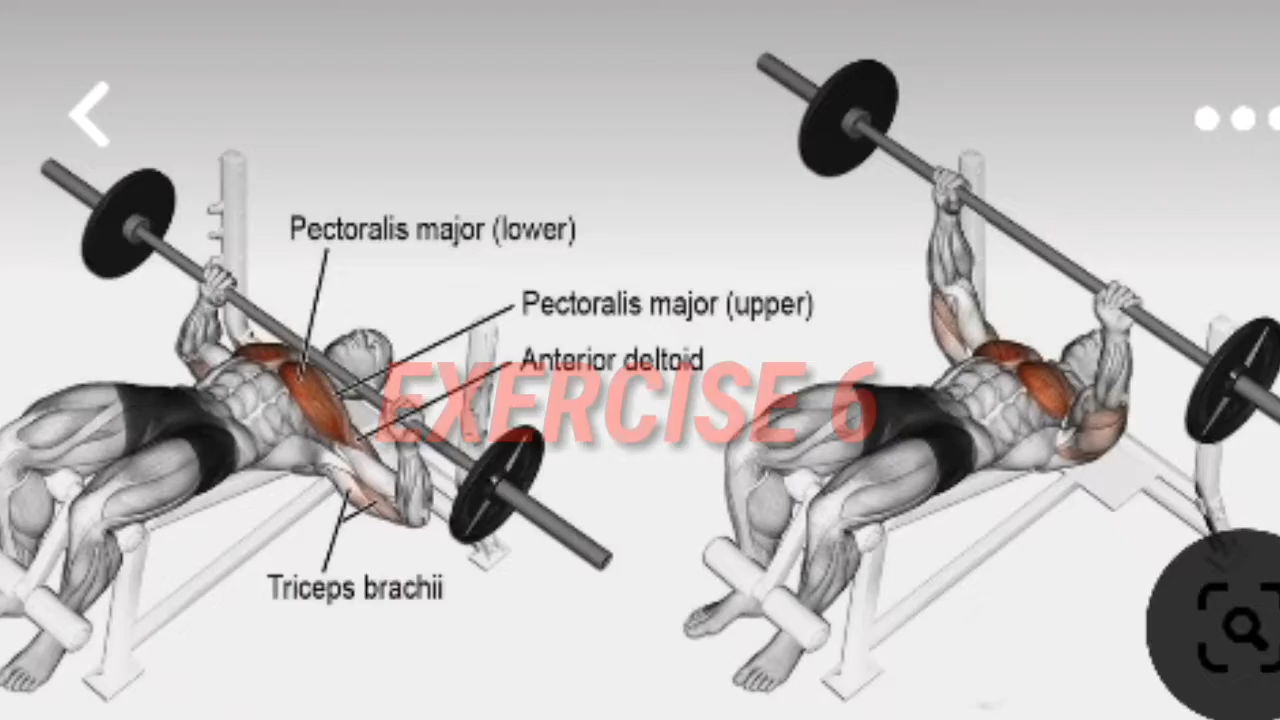 Pectoralis major (lower)
Pectoralis major (upper)
Anterior deltoid
EXERCISE 6
Triceps brachii